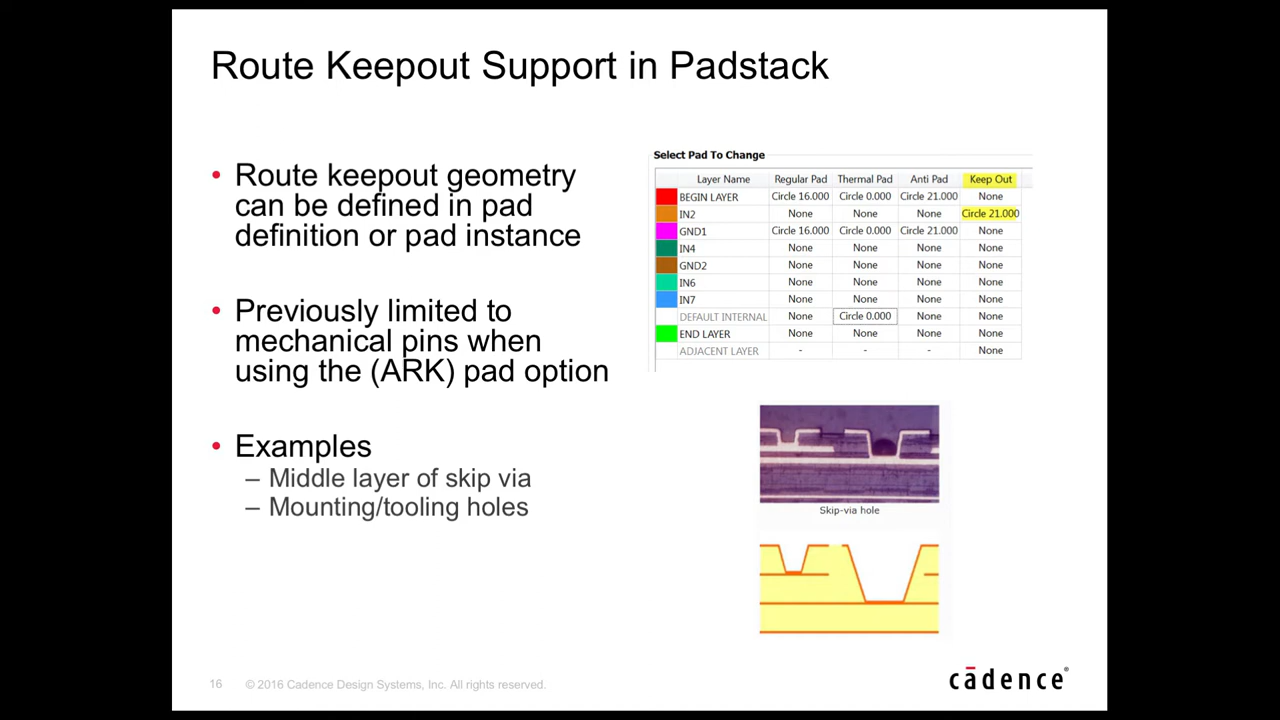 Route Keepout Support in Padstack
• Route keepout geometry
can be defined in pad
definition or pad instance
• Previously limited to
mechanical pins when
using the (ARK) pad option
• Examples
– Middle layer of skip via
– Mounting/tooling holes
Select Pad To Change
Layer Name Regular Pad Thermal Pad Anti Pad Keep Out
BEGIN LAYER Circle 16.000 Circle 0.000 Circle 21.000 None
IN2 None None None Circle 21.000
GND1 Circle 16.000 Circle 0.000 Circle 21.000 None
IN4 None None None None
GND2 None None None None
IN6 None None None None
IN7 None None None None
DEFAULT INTERNAL None Circle 0.000 None None
END LAYER None None None None
ADJACENT LAYER - - - None
Skip-via hole
16 © 2016 Cadence Design Systems, Inc. All rights reserved.
cādence®